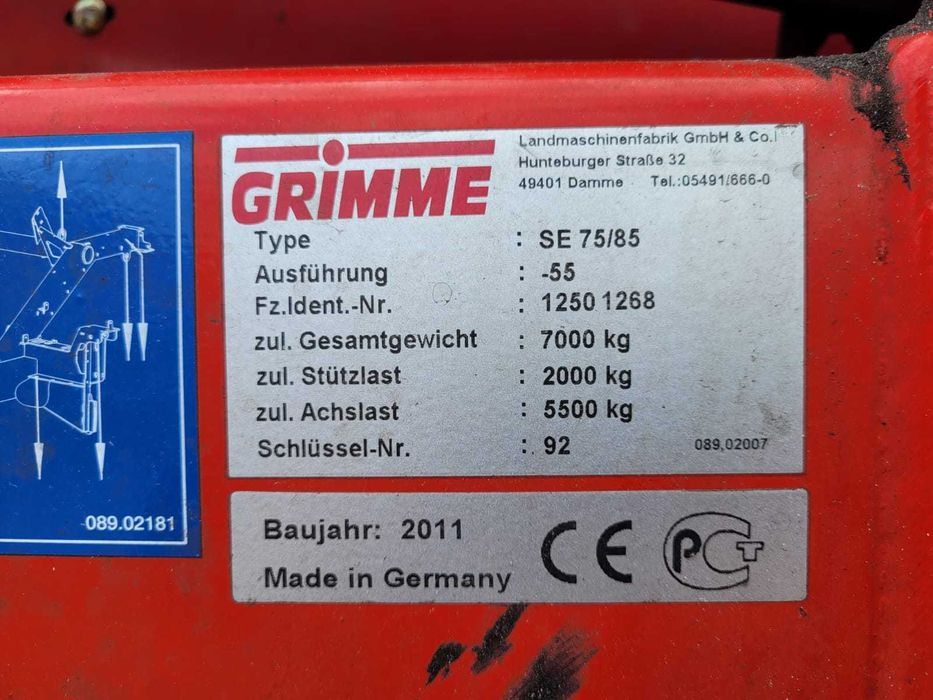 GRIMME
Landmaschinenfabrik GmbH & Co.
Hunteburger Straße 32
49401 Damme Tel.:05491/666-0
Type : SE 75/85
Ausführung : -55
Fz.Ident.-Nr. : 1250 1268
zul. Gesamtgewicht : 7000 kg
zul. Stützlast : 2000 kg
zul. Achslast : 5500 kg
Schlüssel-Nr. : 92
089,02007
089.02181
Baujahr: 2011
Made in Germany
CE
PCT